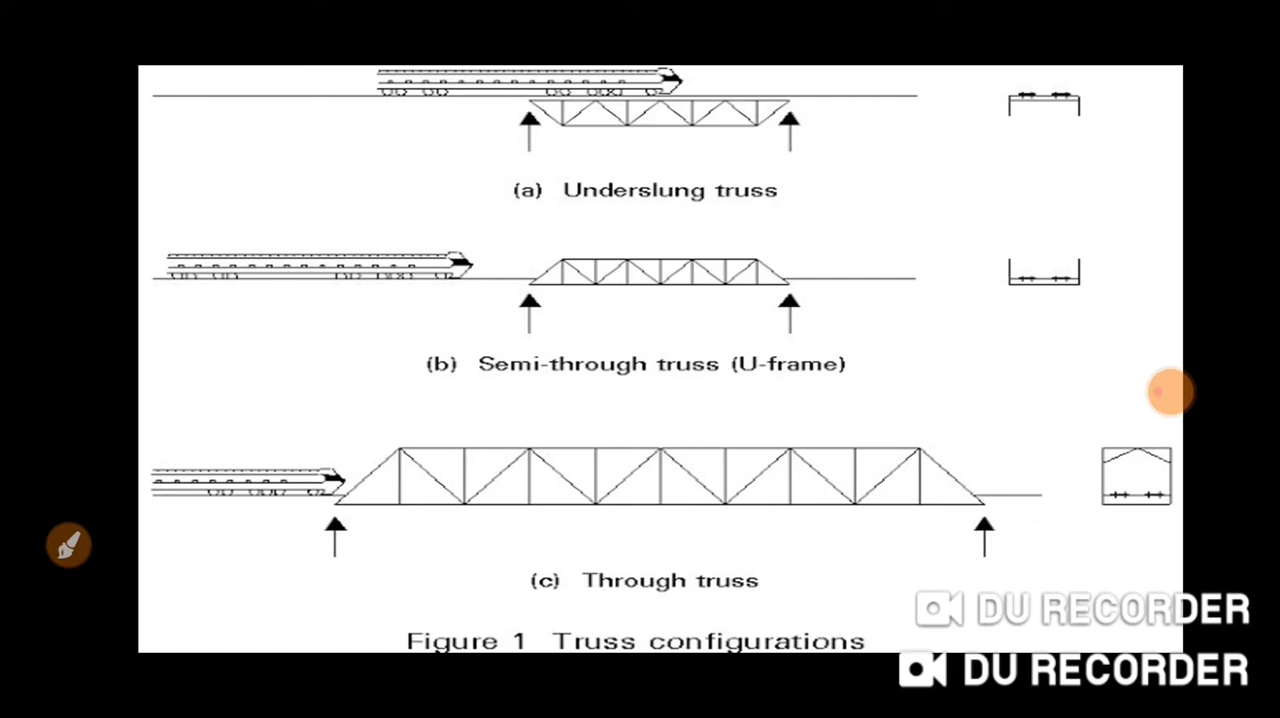 (a) Underslung truss
(b) Semi-through truss (U-frame)
(c) Through truss
Figure 1 Truss configurations
DU RECORDER
DU RECORDER